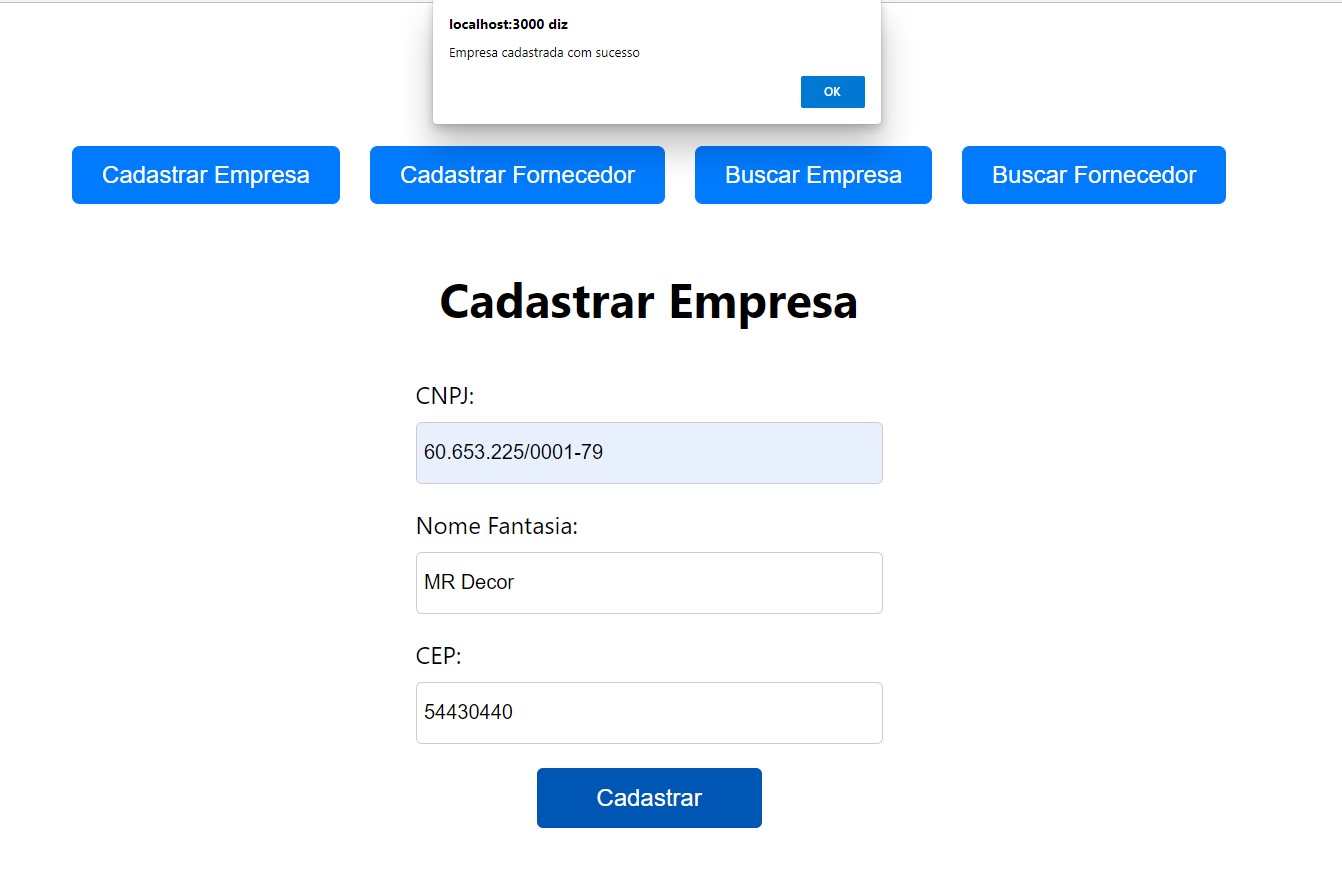 localhost:3000 diz
Empresa cadastrada com sucesso
OK
Cadastrar Empresa
Cadastrar Fornecedor
Buscar Empresa
Buscar Fornecedor
Cadastrar Empresa
CNPJ:
60.653.225/0001-79
Nome Fantasia:
MR Decor
CEP:
54430440
Cadastrar